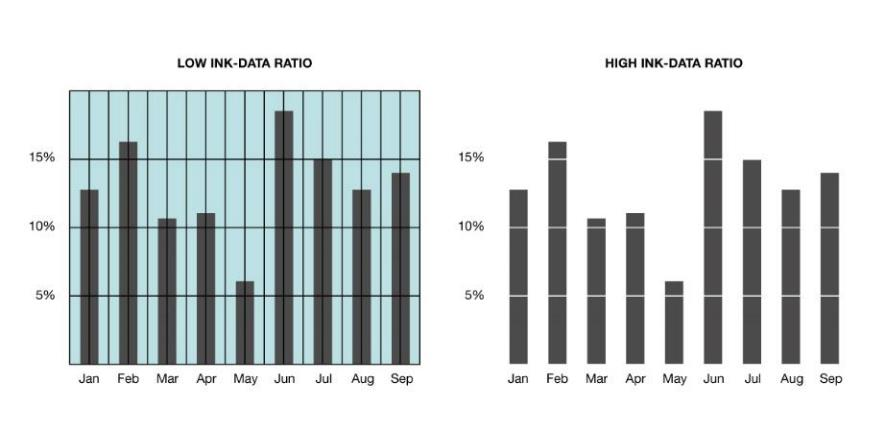 LOW INK-DATA RATIO
15%
10%
5%
Jan Feb Mar Apr May Jun Jul Aug Sep
HIGH INK-DATA RATIO
15%
10%
5%
Jan Feb Mar Apr May Jun Jul Aug Sep